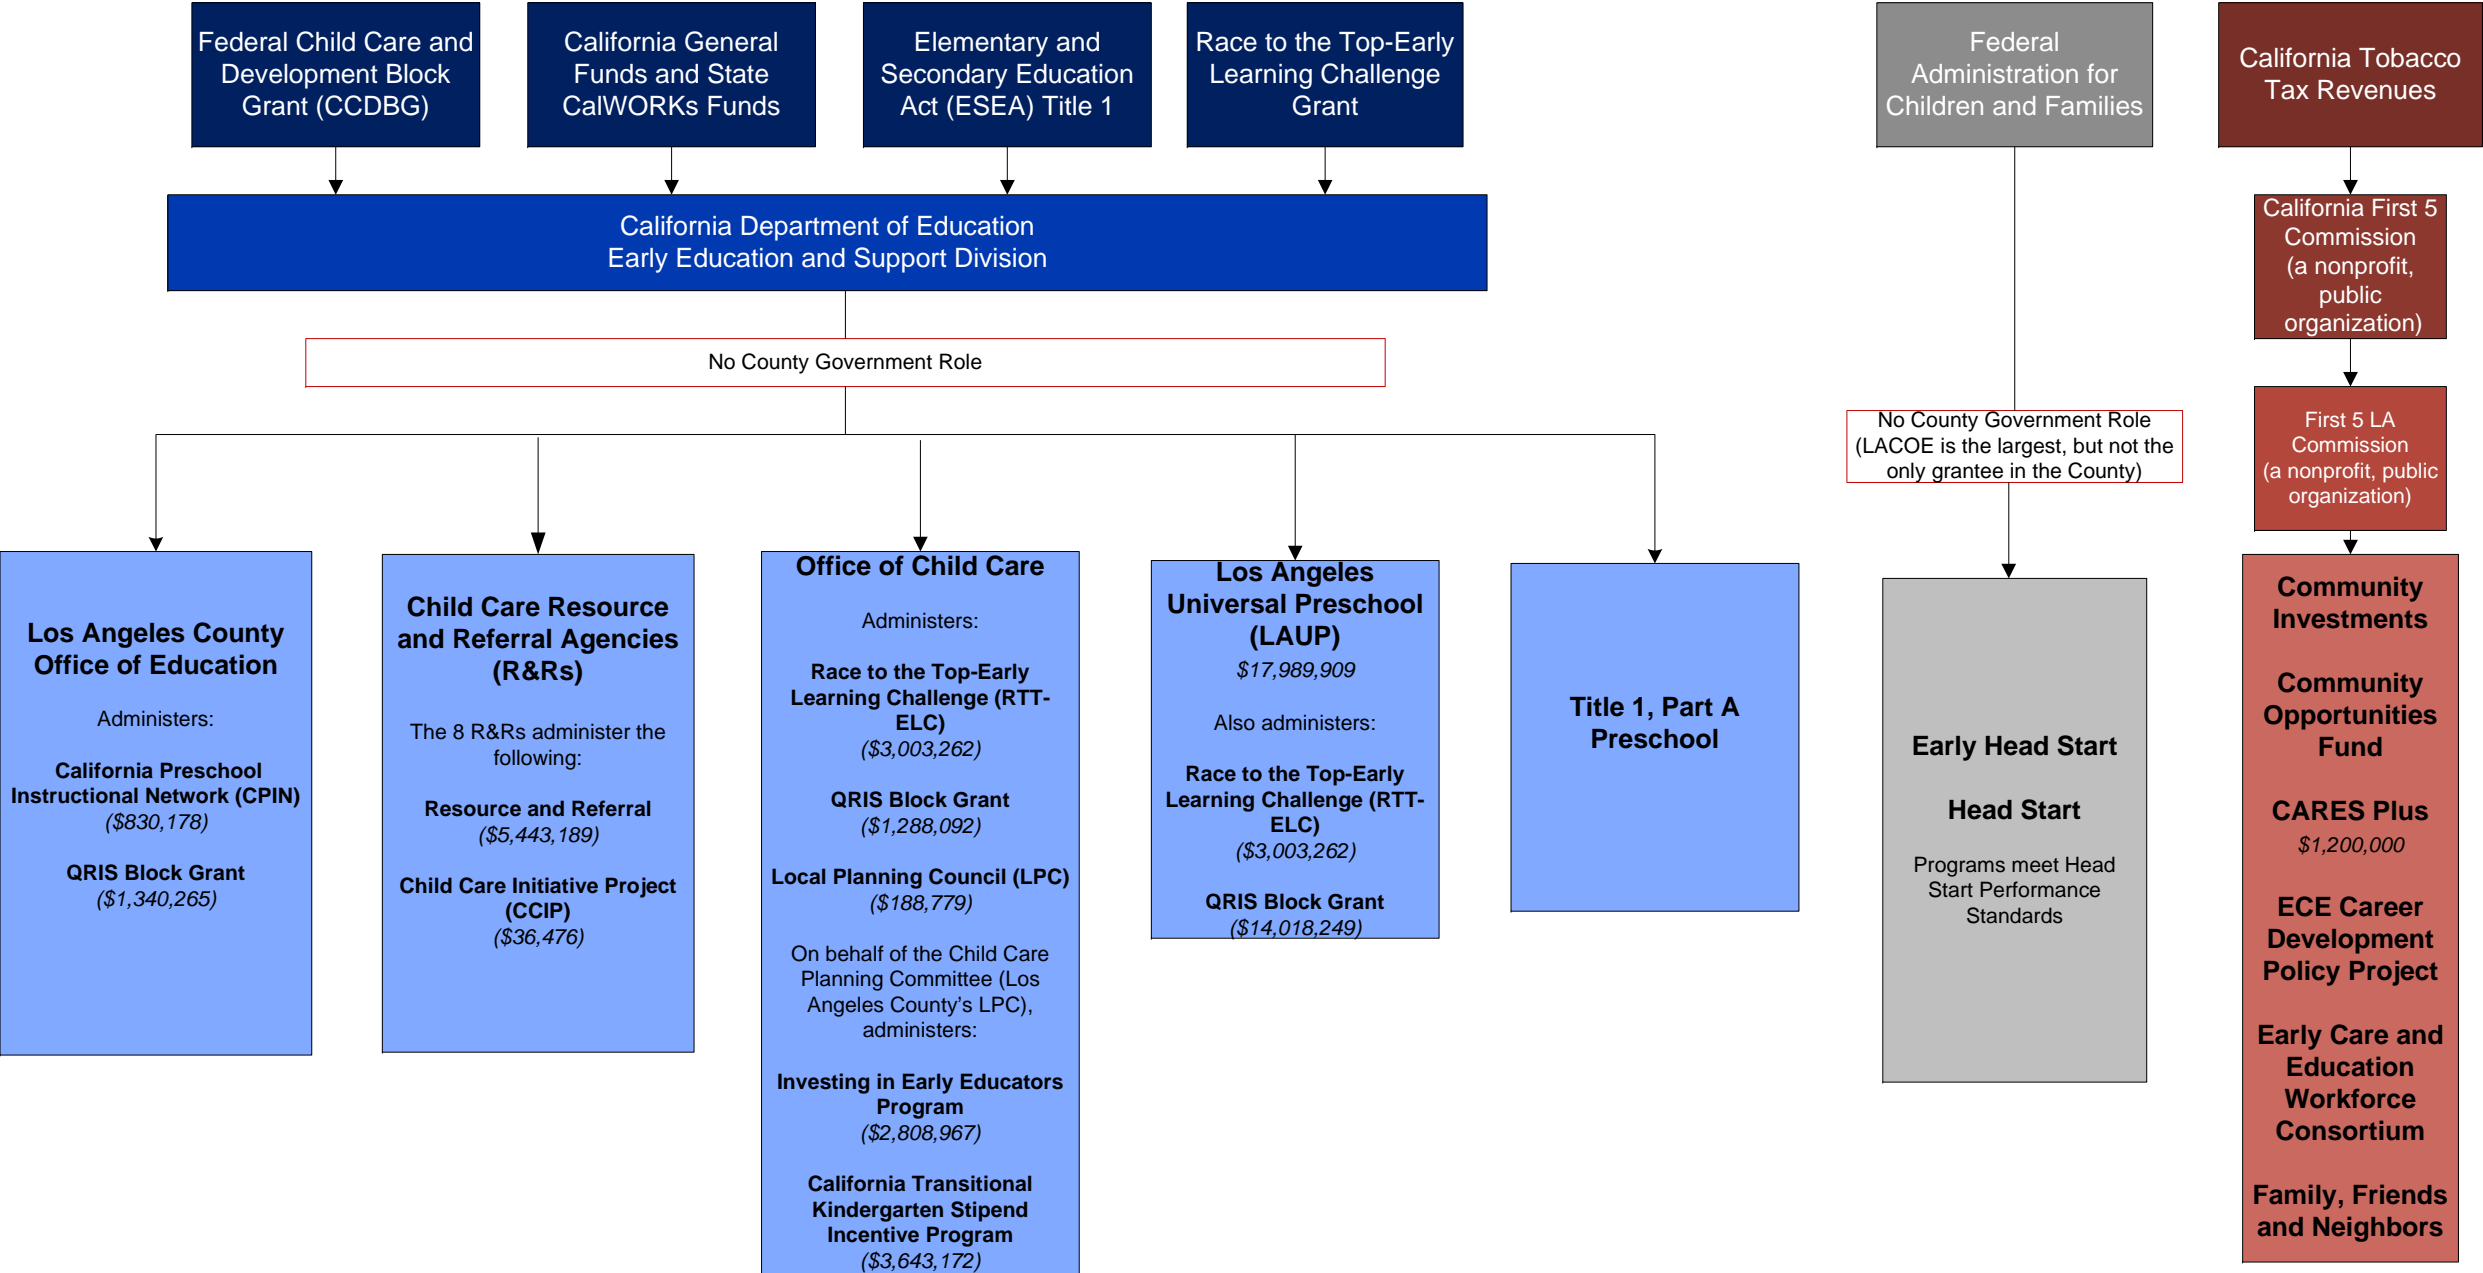 Federal Child Care and
Development Block
Grant (CCDBG)
California General
Funds and State
CalWORKs Funds
Elementary and
Secondary Education
Act (ESEA) Title 1
Race to the Top-Early
Learning Challenge
Grant
Federal
Administration for
Children and Families
California Tobacco
Tax Revenues
California Department of Education
Early Education and Support Division
California First 5
Commission
(a nonprofit,
public
organization)
No County Government Role
No County Government Role
(LACOE is the largest, but not the
only grantee in the County)
First 5 LA
Commission
(a nonprofit, public
organization)
Los Angeles County
Office of Education
Administers:
California Preschool
Instructional Network (CPIN)
($830,178)
QRIS Block Grant
($1,340,265)
Child Care Resource
and Referral Agencies
(R&Rs)
The 8 R&Rs administer the
following:
Resource and Referral
($5,443,189)
Child Care Initiative Project
(CCIP)
($36,476)
Office of Child Care
Administers:
Race to the Top-Early
Learning Challenge (RTT-
ELC)
($3,003,262)
QRIS Block Grant
($1,288,092)
Local Planning Council (LPC)
($188,779)
On behalf of the Child Care
Planning Committee (Los
Angeles County’s LPC),
administers:
Investing in Early Educators
Program
($2,808,967)
California Transitional
Kindergarten Stipend
Incentive Program
($3,643,172)
Los Angeles
Universal Preschool
(LAUP)
$17,989,909
Also administers:
Race to the Top-Early
Learning Challenge (RTT-
ELC)
($3,003,262)
QRIS Block Grant
($14,018,249)
Title 1, Part A
Preschool
Early Head Start
Head Start
Programs meet Head
Start Performance
Standards
Community
Investments
Community
Opportunities
Fund
CARES Plus
$1,200,000
ECE Career
Development
Policy Project
Early Care and
Education
Workforce
Consortium
Family, Friends
and Neighbors